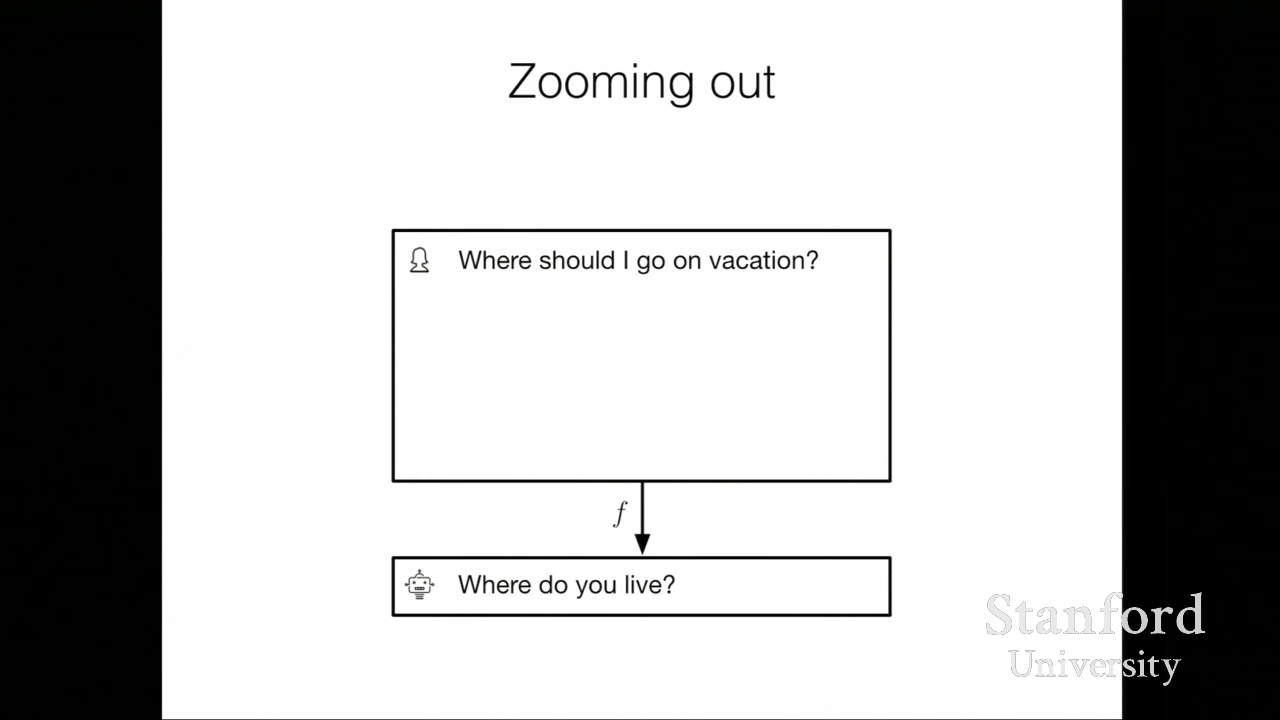 Zooming out
Where should I go on vacation?
f
Where do you live?
Stanford
University